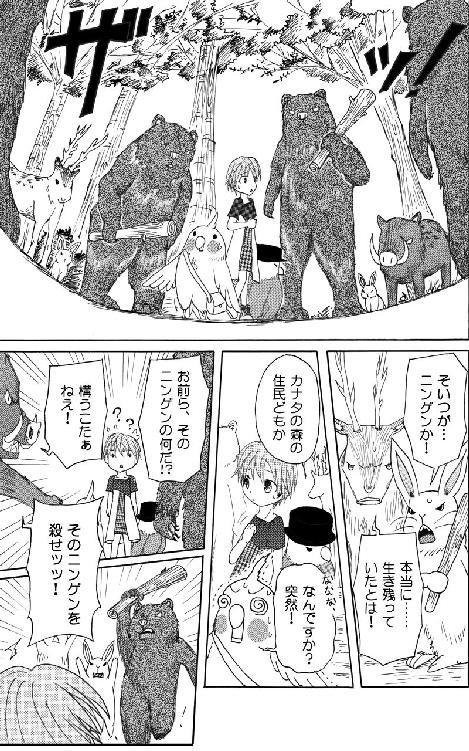 ザッ!
そいつが…
ニンゲンか!
本当に……
生き残って
いたとは!
カナタの森の
住民どもか
ななな、
なんですか?
突然!
お前ら、その
ニンゲンの何だ!?
??
構うこたぁ
ねえ!
そのニンゲンを
殺せッッ!